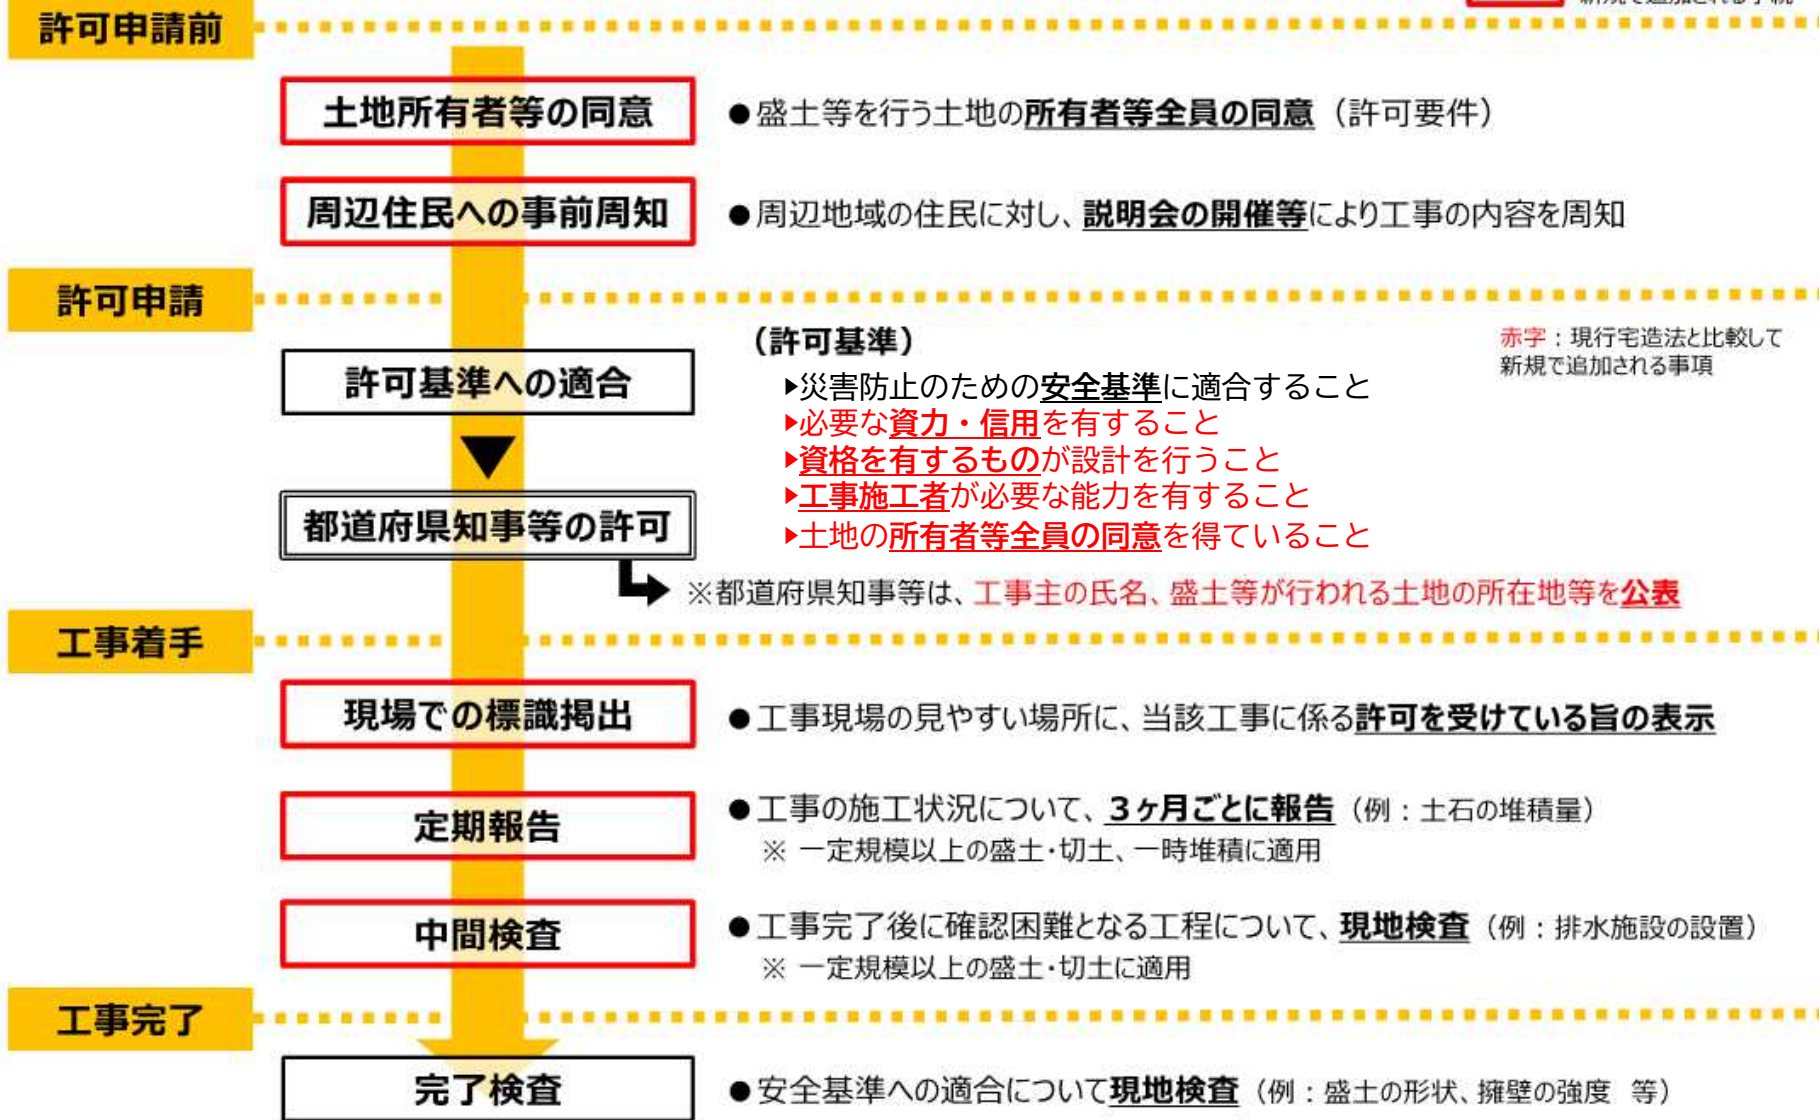 新規で追加される手続
許可申請前
土地所有者等の同意
●盛土等を行う土地の所有者等全員の同意（許可要件）
周辺住民への事前周知
●周辺地域の住民に対し、説明会の開催等により工事の内容を周知
許可申請
（許可基準）
赤字：現行宅造法と比較して
新規で追加される事項
許可基準への適合
▶災害防止のための安全基準に適合すること
▶必要な資力・信用を有すること
▶資格を有するものが設計を行うこと
▶工事施工者が必要な能力を有すること
▶土地の所有者等全員の同意を得ていること
都道府県知事等の許可
※都道府県知事等は、工事主の氏名、盛土等が行われる土地の所在地等を公表
工事着手
現場での標識掲出
●工事現場の見やすい場所に、当該工事に係る許可を受けている旨の表示
定期報告
●工事の施工状況について、３ヶ月ごとに報告（例：土石の堆積量）
※ 一定規模以上の盛土・切土、一時堆積に適用
中間検査
●工事完了後に確認困難となる工程について、現地検査（例：排水施設の設置）
※ 一定規模以上の盛土・切土に適用
工事完了
完了検査
●安全基準への適合について現地検査（例：盛土の形状、擁壁の強度 等）